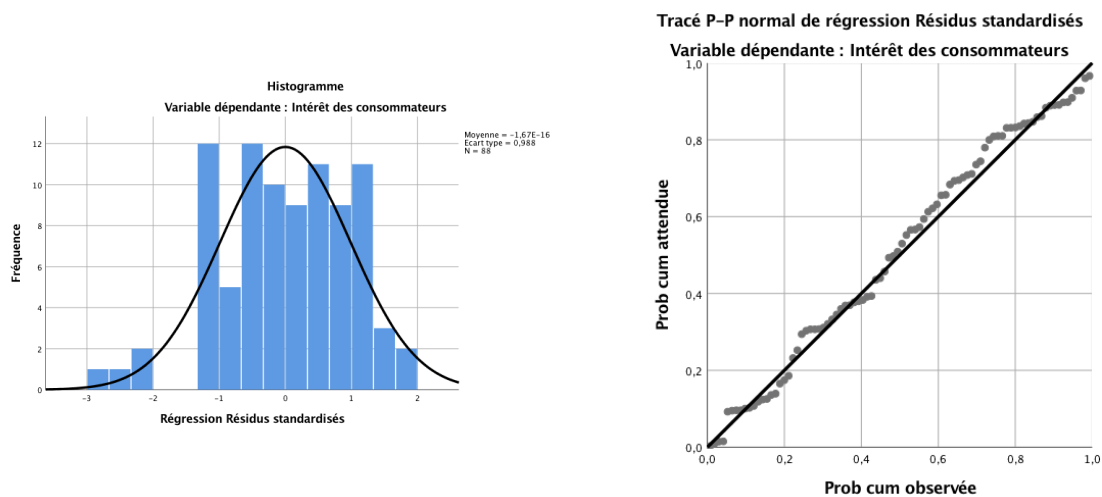 Histogramme
Variable dépendante : Intérêt des consommateurs
Moyenne = -1,67E-16
Ecart type = 0,988
N = 88
Fréquence
12
10
8
6
4
2
0
-3 -2 -1 0 1 2
Régression Résidus standardisés
Tracé P-P normal de régression Résidus standardisés
Variable dépendante : Intérêt des consommateurs
Prob cum attendue
1,0
0,8
0,6
0,4
0,2
0,0
0,0 0,2 0,4 0,6 0,8 1,0
Prob cum observée